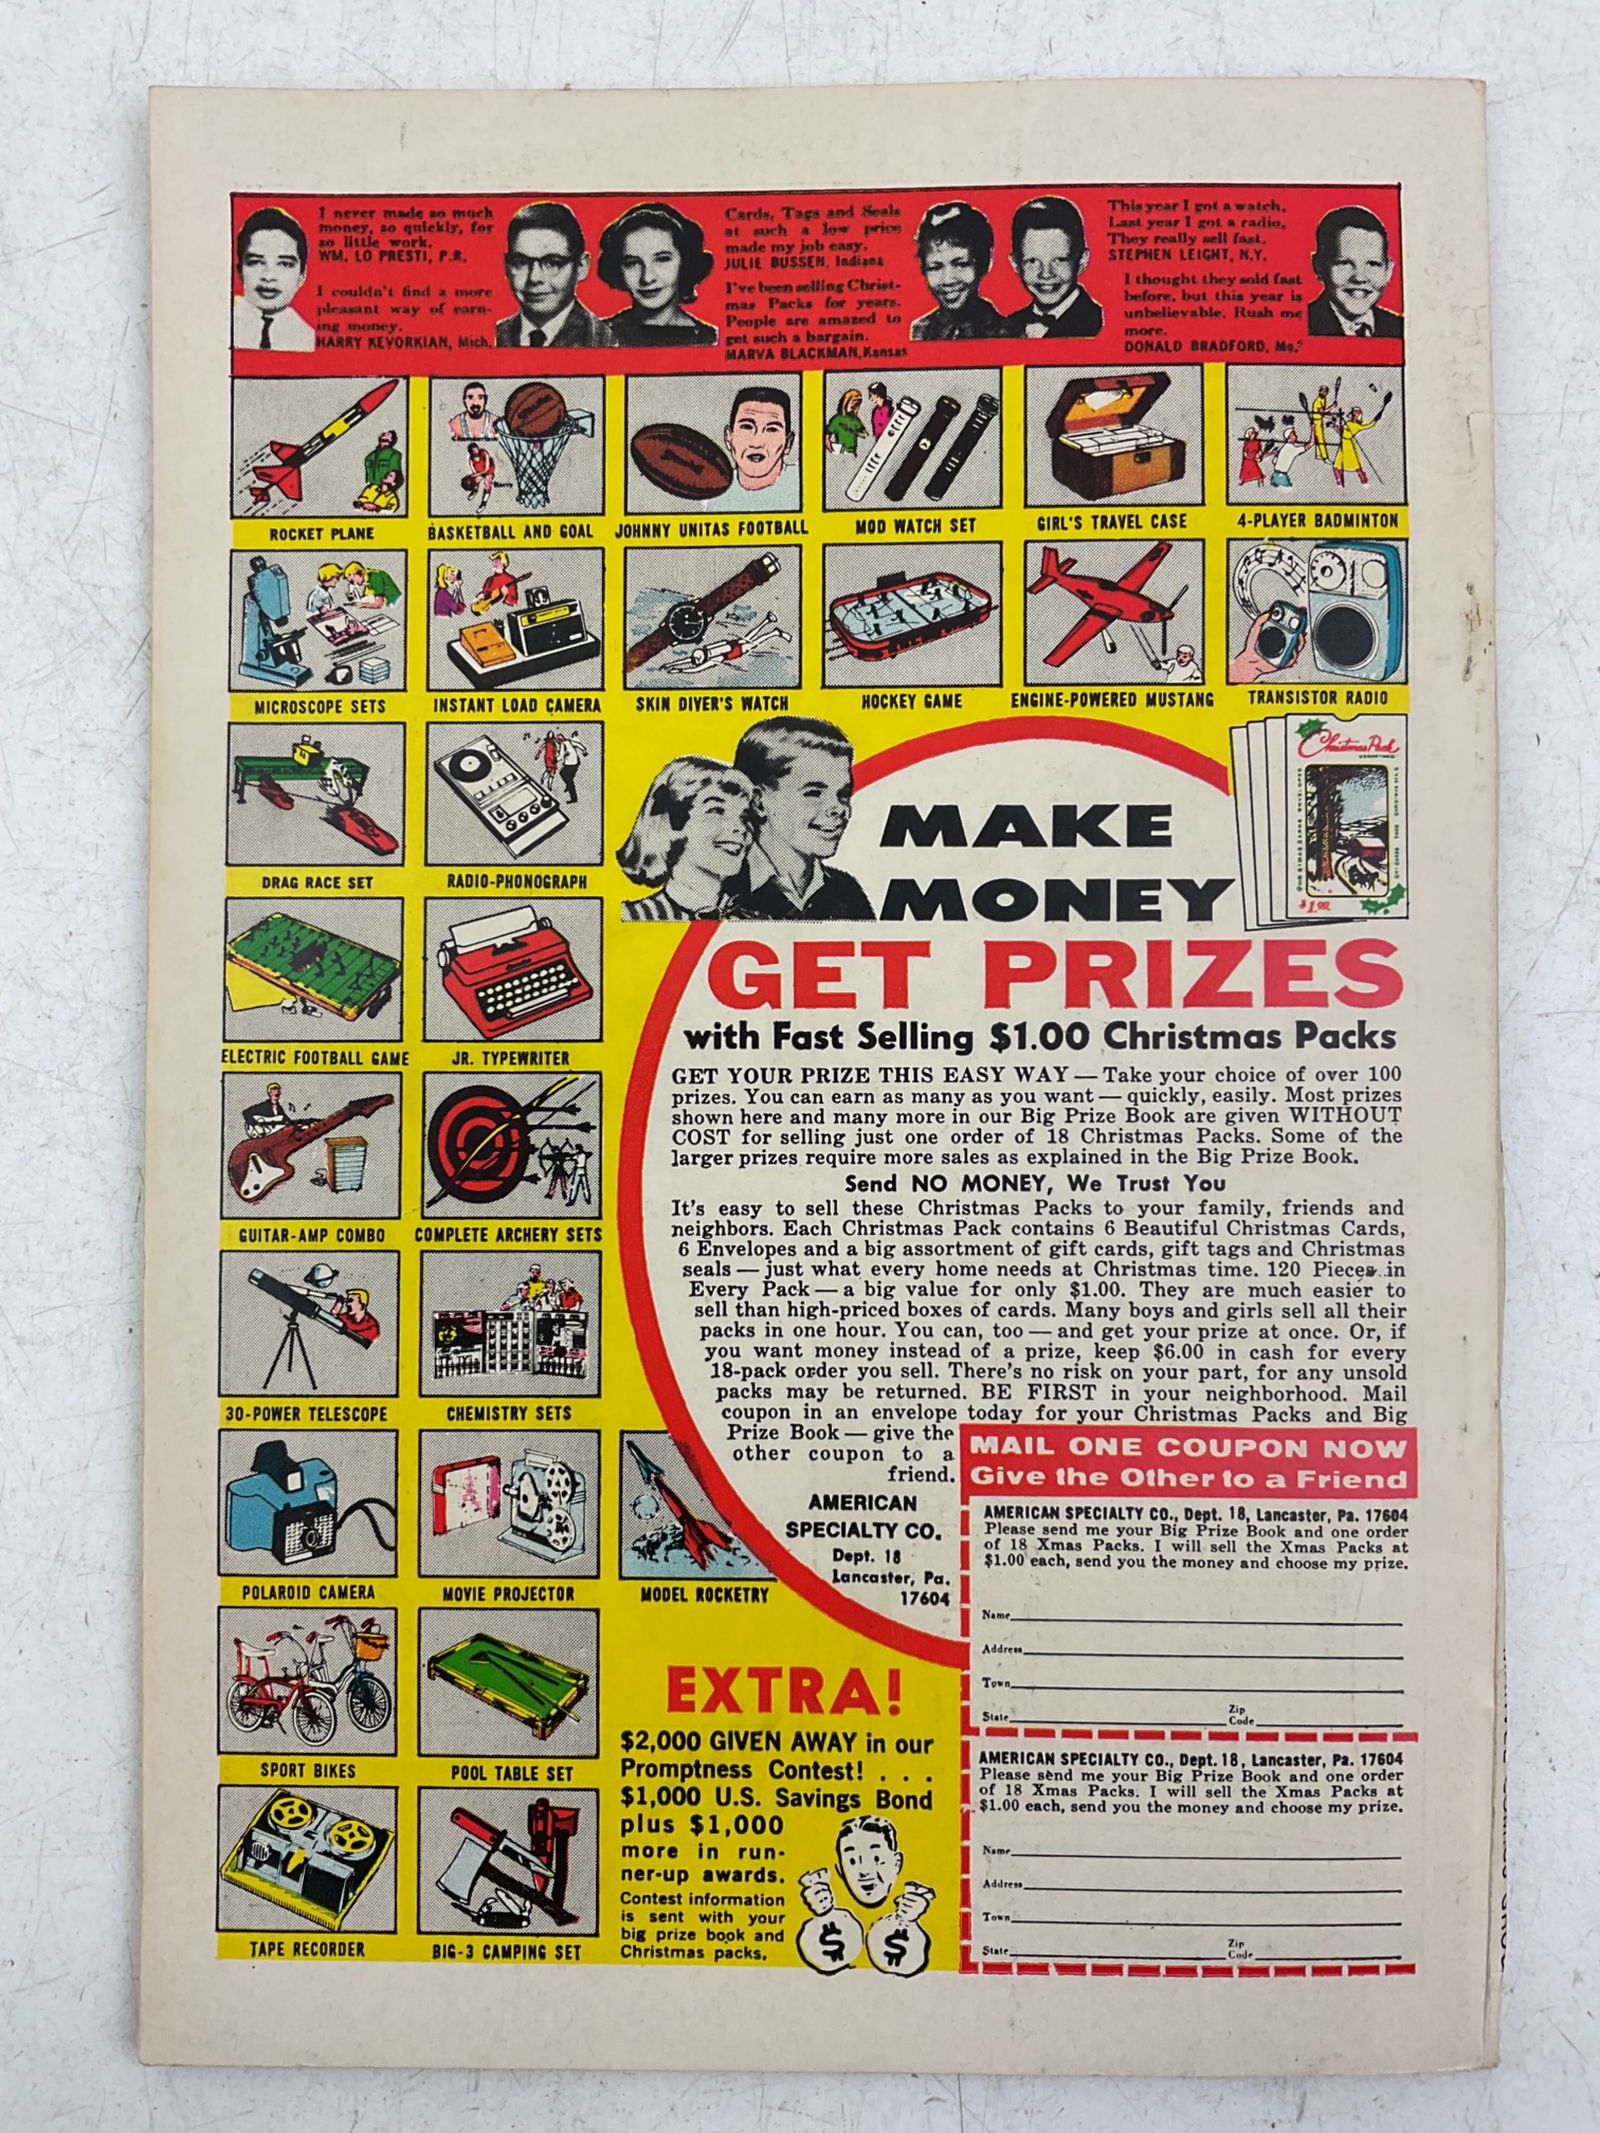 I never made so much
money, so quickly, for
so little work.
WM. LO PRESTI, P.R.
I couldn't find a more
pleasant way of earn-
ing money.
HARRY KEVORKIAN, Mich.
Cards, Tags and Seals
at such a low price
made my job easy.
JULIE BUSSEN, Indiana
I've been selling Christ-
mas Packs for years.
People are amazed to
get such a bargain.
MARVA BLACKMAN, Kansas
This year I got a watch.
Last year I got a radio.
They really sell fast.
STEPHEN LEIGHT, N.Y.
I thought they sold fast
before, but this year is
unbelievable. Rush me
more.
DONALD BRADFORD, Mo.
ROCKET PLANE
BASKETBALL AND GOAL
JOHNNY UNITAS FOOTBALL
MOD WATCH SET
GIRL'S TRAVEL CASE
4-PLAYER BADMINTON
MICROSCOPE SETS
INSTANT LOAD CAMERA
SKIN DIVER'S WATCH
HOCKEY GAME
ENGINE-POWERED MUSTANG
TRANSISTOR RADIO
DRAG RACE SET
RADIO-PHONOGRAPH
ELECTRIC FOOTBALL GAME
JR. TYPEWRITER
GUITAR-AMP COMBO
COMPLETE ARCHERY SETS
30-POWER TELESCOPE
CHEMISTRY SETS
POLAROID CAMERA
MOVIE PROJECTOR
MODEL ROCKETRY
SPORT BIKES
POOL TABLE SET
TAPE RECORDER
BIG-3 CAMPING SET
Christmas Pack
$1.00
MAKE
MONEY
GET PRIZES
with Fast Selling $1.00 Christmas Packs
GET YOUR PRIZE THIS EASY WAY — Take your choice of over 100
prizes. You can earn as many as you want — quickly, easily. Most prizes
shown here and many more in our Big Prize Book are given WITHOUT
COST for selling just one order of 18 Christmas Packs. Some of the
larger prizes require more sales as explained in the Big Prize Book.
Send NO MONEY, We Trust You
It's easy to sell these Christmas Packs to your family, friends and
neighbors. Each Christmas Pack contains 6 Beautiful Christmas Cards,
6 Envelopes and a big assortment of gift cards, gift tags and Christmas
seals — just what every home needs at Christmas time. 120 Pieces in
Every Pack — a big value for only $1.00. They are much easier to
sell than high-priced boxes of cards. Many boys and girls sell all their
packs in one hour. You can, too — and get your prize at once. Or, if
you want money instead of a prize, keep $6.00 in cash for every
18-pack order you sell. There's no risk on your part, for any unsold
packs may be returned. BE FIRST in your neighborhood. Mail
coupon in an envelope today for your Christmas Packs and Big
Prize Book — give the
other coupon to a
friend.
AMERICAN
SPECIALTY CO.
Dept. 18
Lancaster, Pa.
17604
MAIL ONE COUPON NOW
Give the Other to a Friend
AMERICAN SPECIALTY CO., Dept. 18, Lancaster, Pa. 17604
Please send me your Big Prize Book and one order
of 18 Xmas Packs. I will sell the Xmas Packs at
$1.00 each, send you the money and choose my prize.
Name
Address
Town
State Zip Code
AMERICAN SPECIALTY CO., Dept. 18, Lancaster, Pa. 17604
Please send me your Big Prize Book and one order
of 18 Xmas Packs. I will sell the Xmas Packs at
$1.00 each, send you the money and choose my prize.
Name
Address
Town
State Zip Code
EXTRA!
$2,000 GIVEN AWAY in our
Promptness Contest! . . .
$1,000 U.S. Savings Bond
plus $1,000
more in run-
ner-up awards.
Contest information
is sent with your
big prize book and
Christmas packs.
$ $